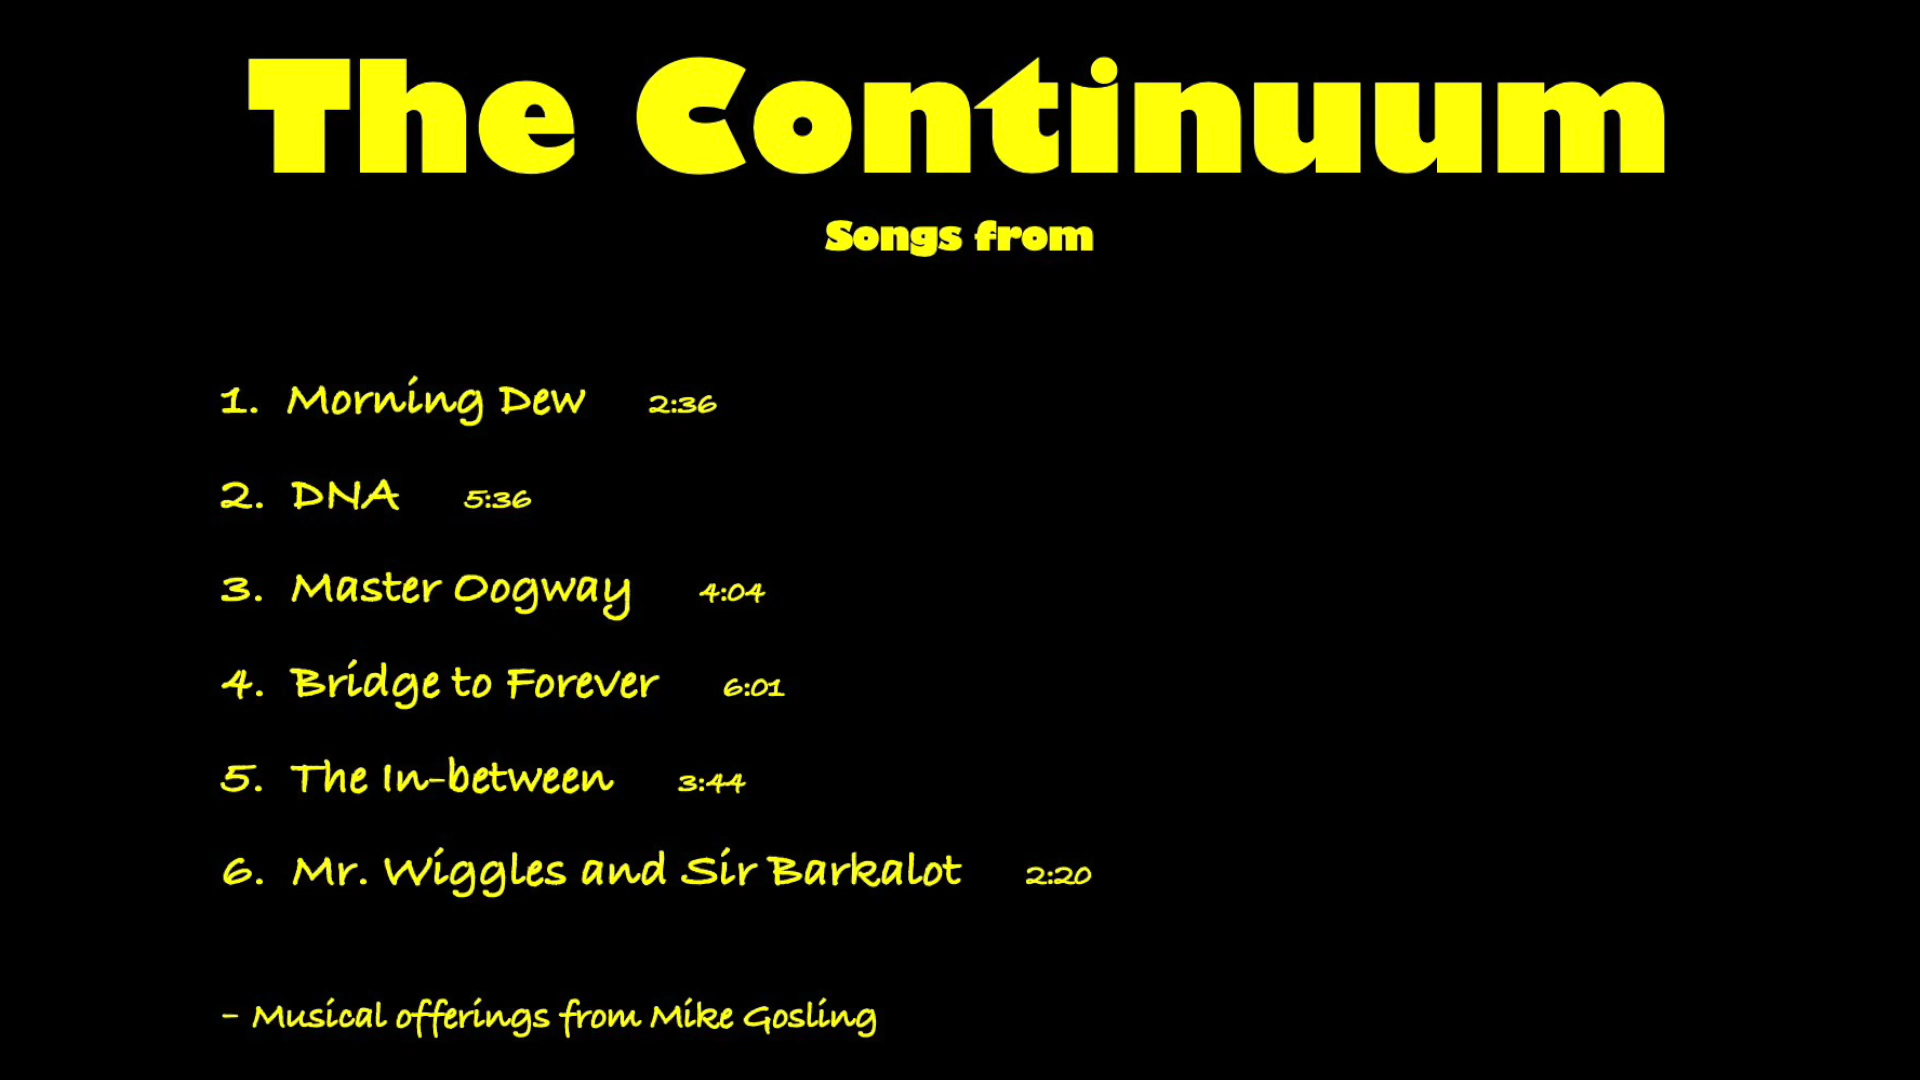 The Continuum
Songs from
1. Morning Dew 2:36
2. DNA 5:36
3. Master Oogway 4:04
4. Bridge to Forever 6:01
5. The In-between 3:44
6. Mr. Wiggles and Sir Barkalot 2:20
- Musical offerings from Mike Gosling